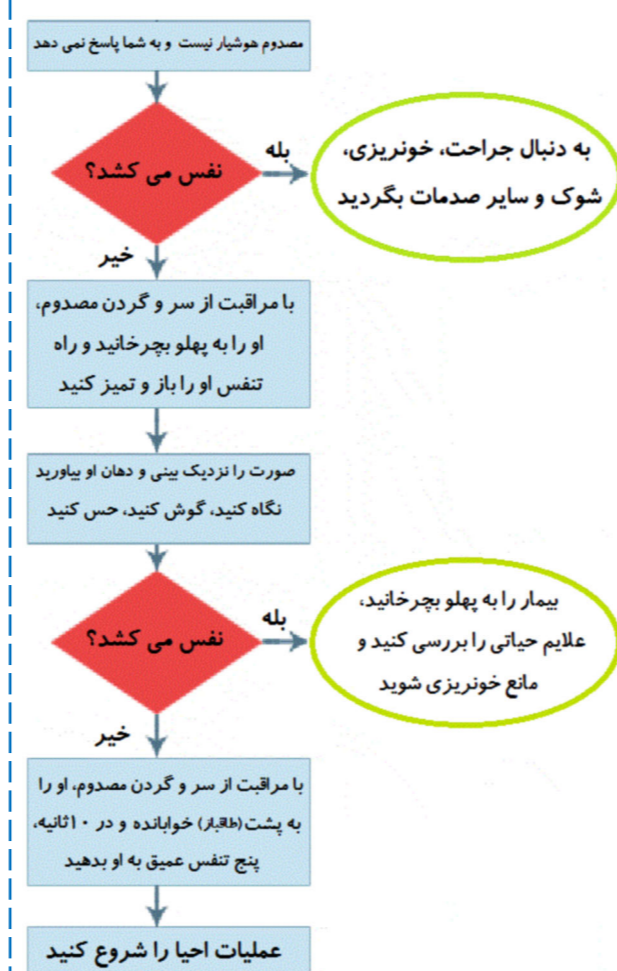 مصدوم هوشیار نیست و به شما پاسخ نمی دهد
نفس می کشد؟
بله
به دنبال جراحت، خونریزی،
شوک و سایر صدمات بگردید
خیر
با مراقبت از سر و گردن مصدوم،
او را به پهلو بچرخانید و راه
تنفس او را باز و تمیز کنید
صورت را نزدیک بینی و دهان او بیاورید
نگاه کنید، گوش کنید، حس کنید
نفس می کشد؟
بله
بیمار را به پهلو بچرخانید،
علایم حیاتی را بررسی کنید و
مانع خونریزی شوید
خیر
با مراقبت از سر و گردن مصدوم، او را
به پشت(طاقباز) خوابانده و در ۱۰ثانیه،
پنج تنفس عمیق به او بدهید
عملیات احیا را شروع کنید